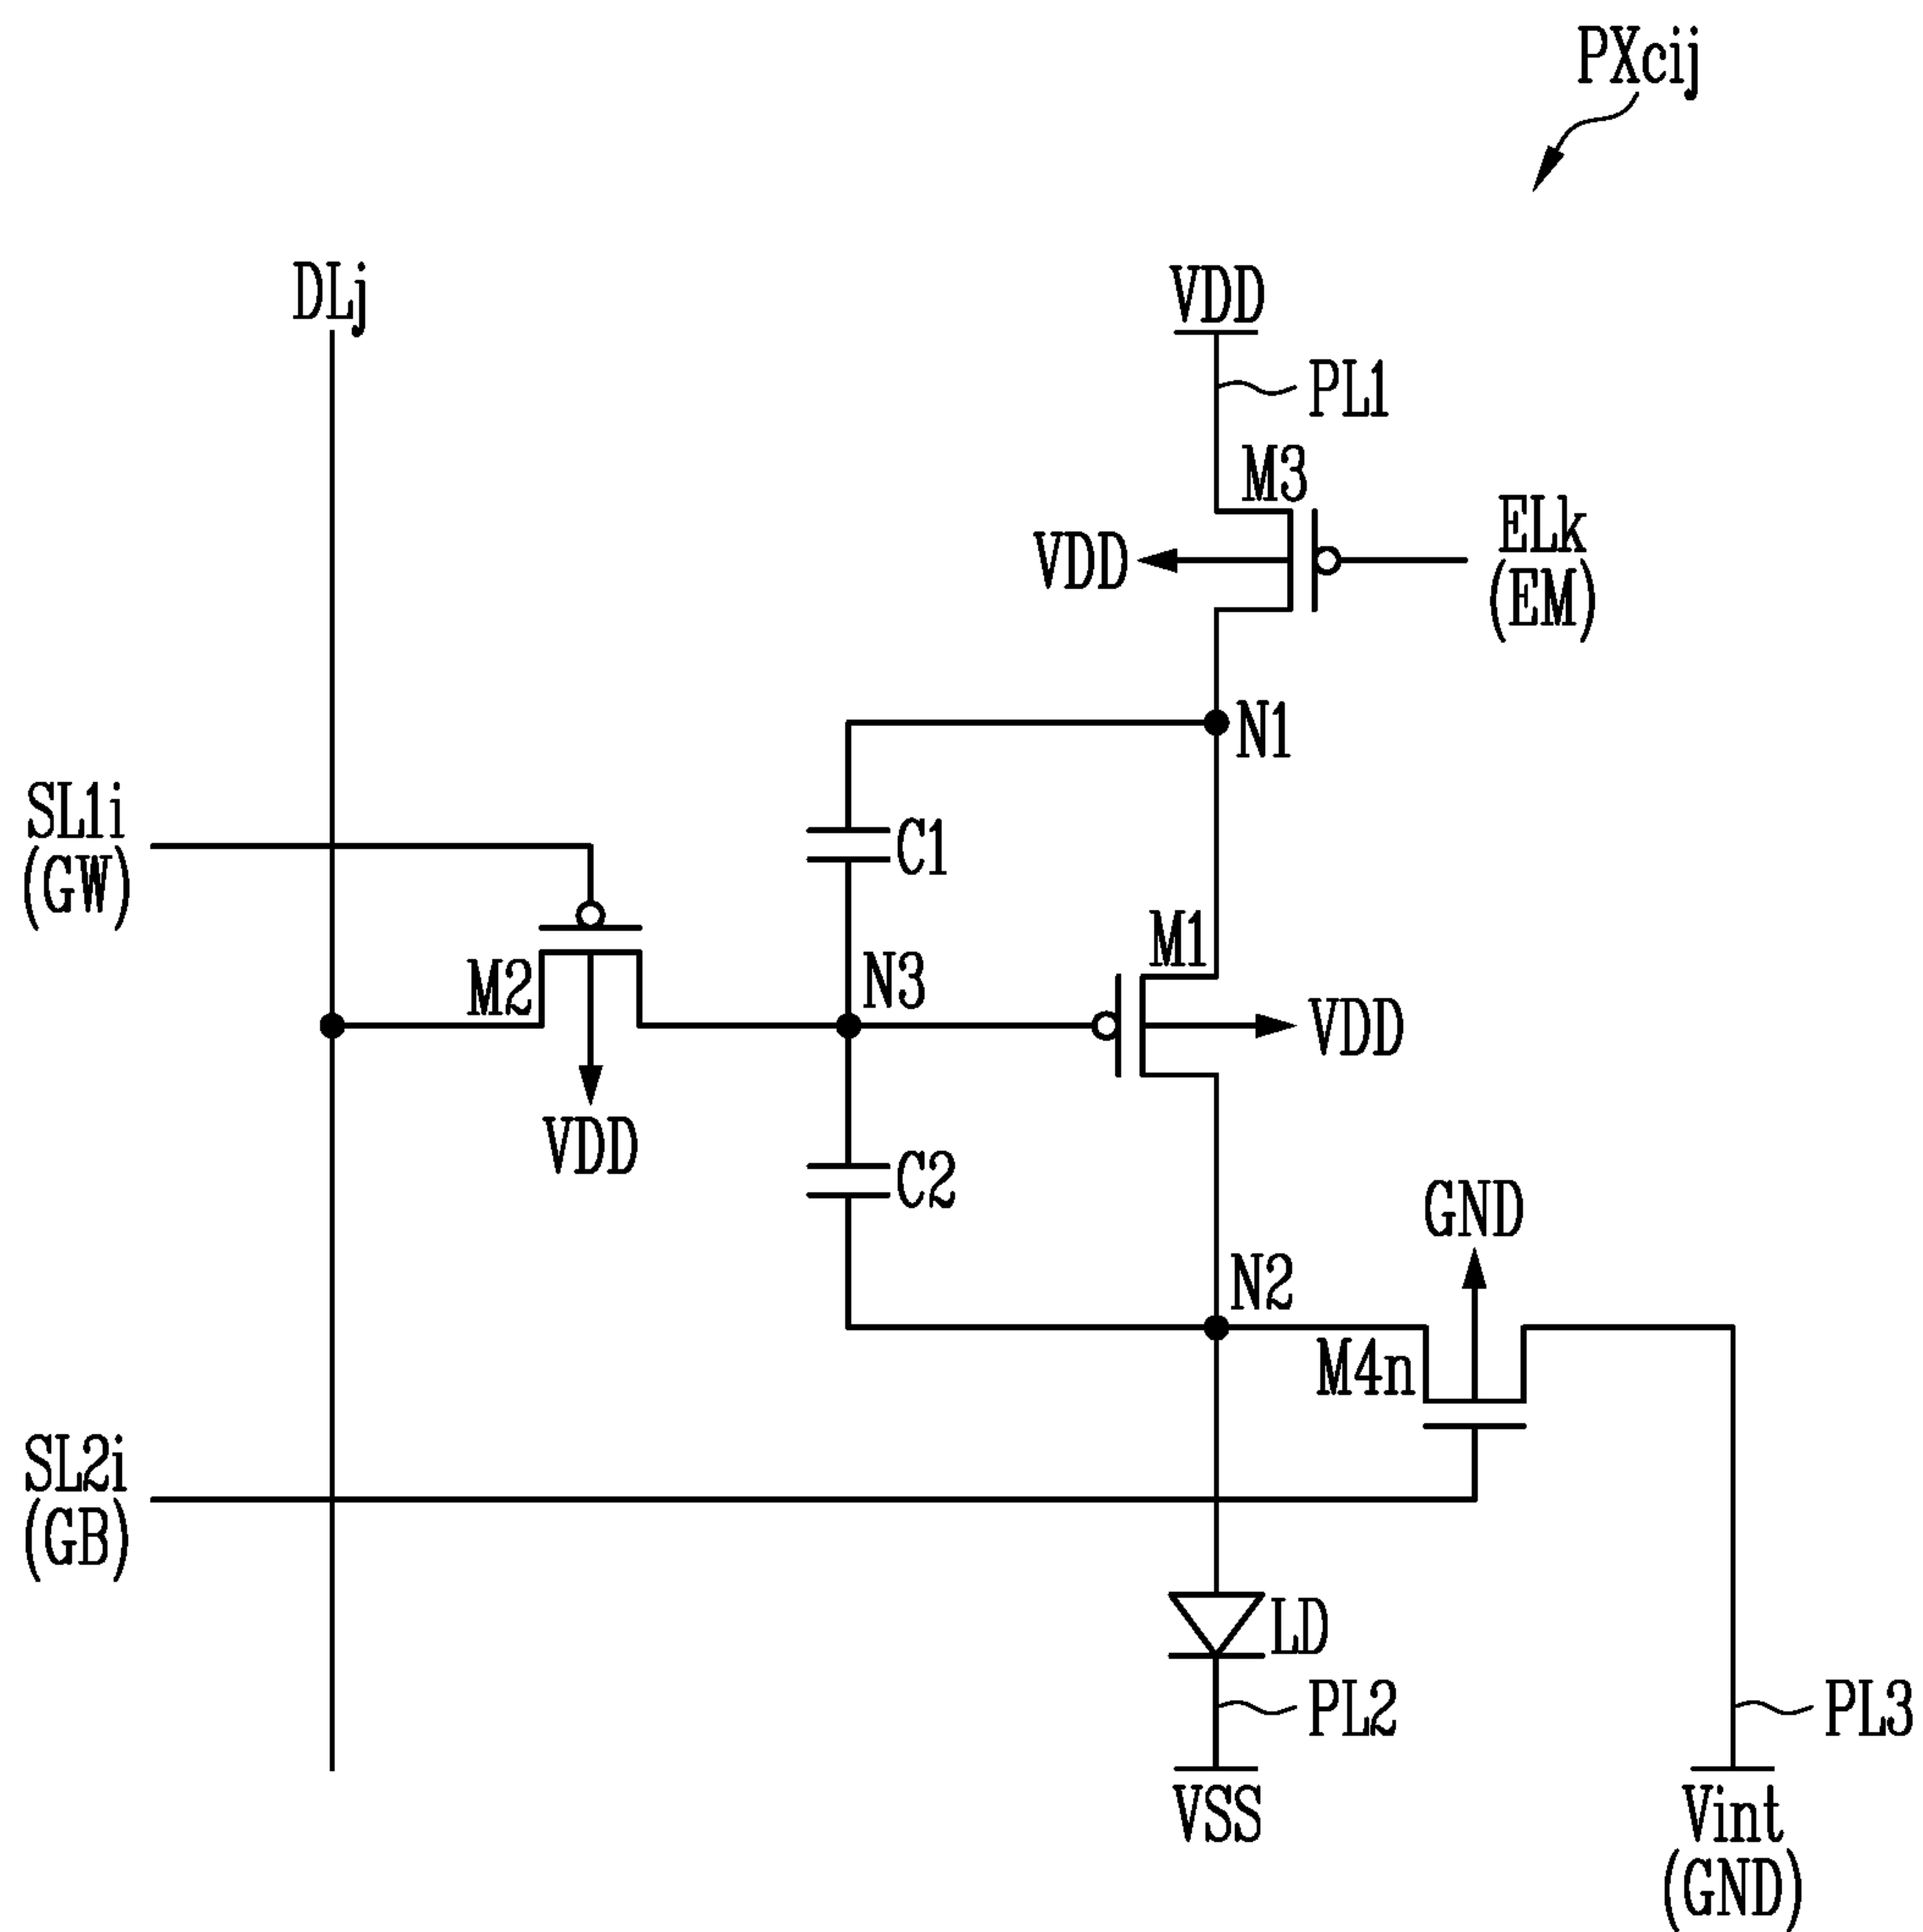 PXcij
DLj
VDD
PL1
M3
VDD
ELk
(EM)
N1
SL1i
(GW)
C1
M1
M2
N3
VDD
VDD
C2
GND
N2
M4n
SL2i
(GB)
LD
PL2
PL3
VSS
Vint
(GND)